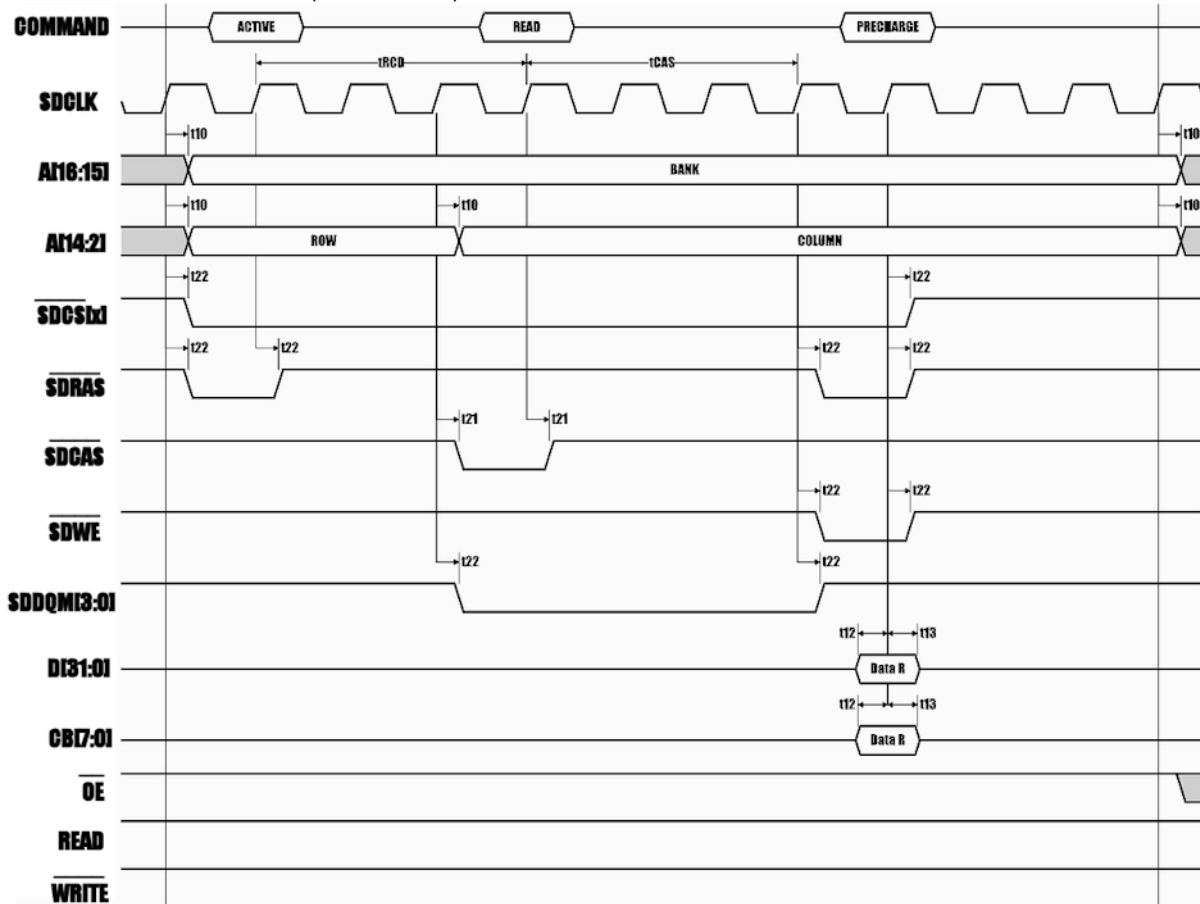 COMMAND ACTIVE READ PRECHARGE
tRCD tCAS
SDCLK
t10 t10
A[16:15] BANK
t10 t10 t10
A[14:2] ROW COLUMN
t22 t22
SDCS[x]
t22 t22 t22 t22
SDRAS
t21 t21
SDCAS
t22 t22
SDWE
t22 t22
SDDQM[3:0]
t12 t13
D[31:0] Data R
t12 t13
CB[7:0] Data R
OE
READ
WRITE